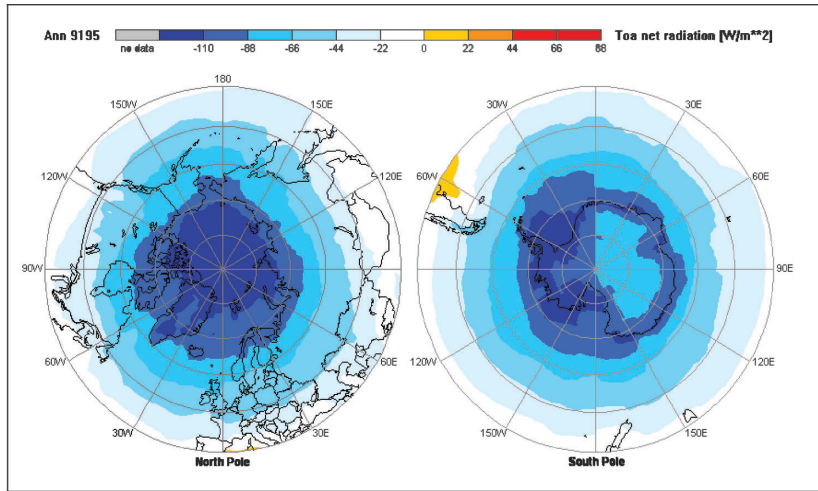 Ann 9195
Toa net radiation [W/m**2]
no data -110 -88 -66 -44 -22 0 22 44 66 88
180
150W 150E
120W 120E
90W
60W 60E
30W 30E
North Pole
30W 30E
60W 60E
90E
120W 120E
150W 150E
South Pole